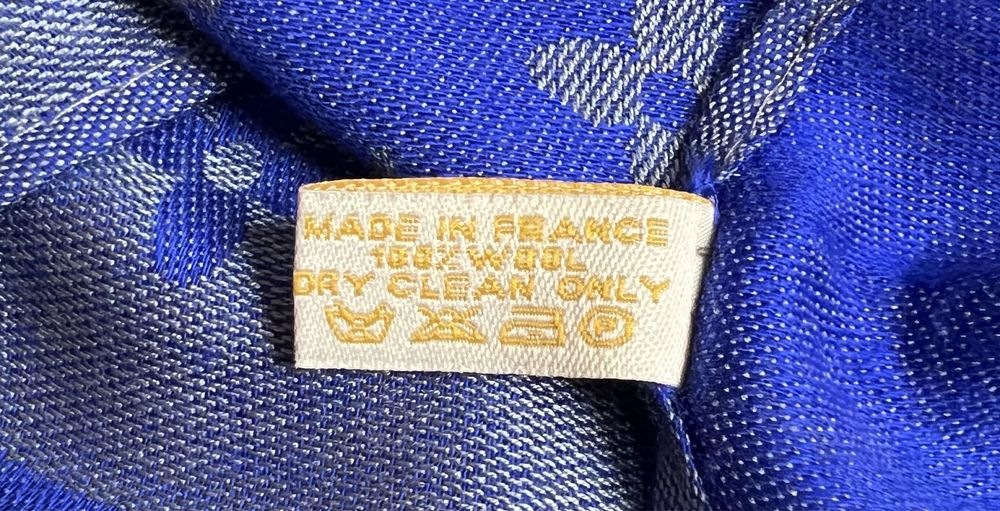 MADE IN FRANCE
100% WOOL
DRY CLEAN ONLY
P